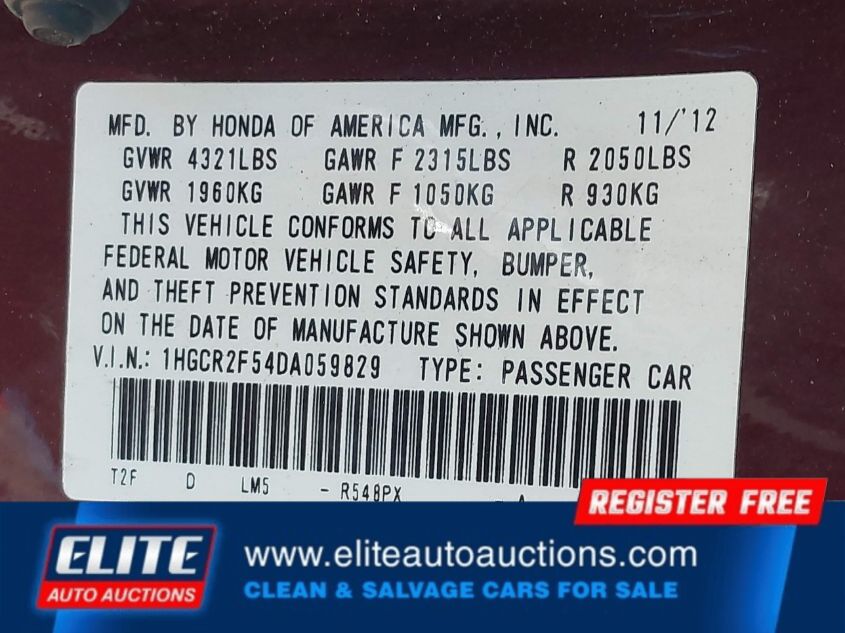 MFD. BY HONDA OF AMERICA MFG., INC. 11/'12
GVWR 4321LBS GAWR F 2315LBS R 2050LBS
GVWR 1960KG GAWR F 1050KG R 930KG
THIS VEHICLE CONFORMS TO ALL APPLICABLE
FEDERAL MOTOR VEHICLE SAFETY, BUMPER,
AND THEFT PREVENTION STANDARDS IN EFFECT
ON THE DATE OF MANUFACTURE SHOWN ABOVE.
V.I.N.: 1HGCR2F54DA059829 TYPE: PASSENGER CAR
T2F D LM5 - R548PX
REGISTER FREE
ELITE
AUTO AUCTIONS
www.eliteautoauctions.com
CLEAN & SALVAGE CARS FOR SALE